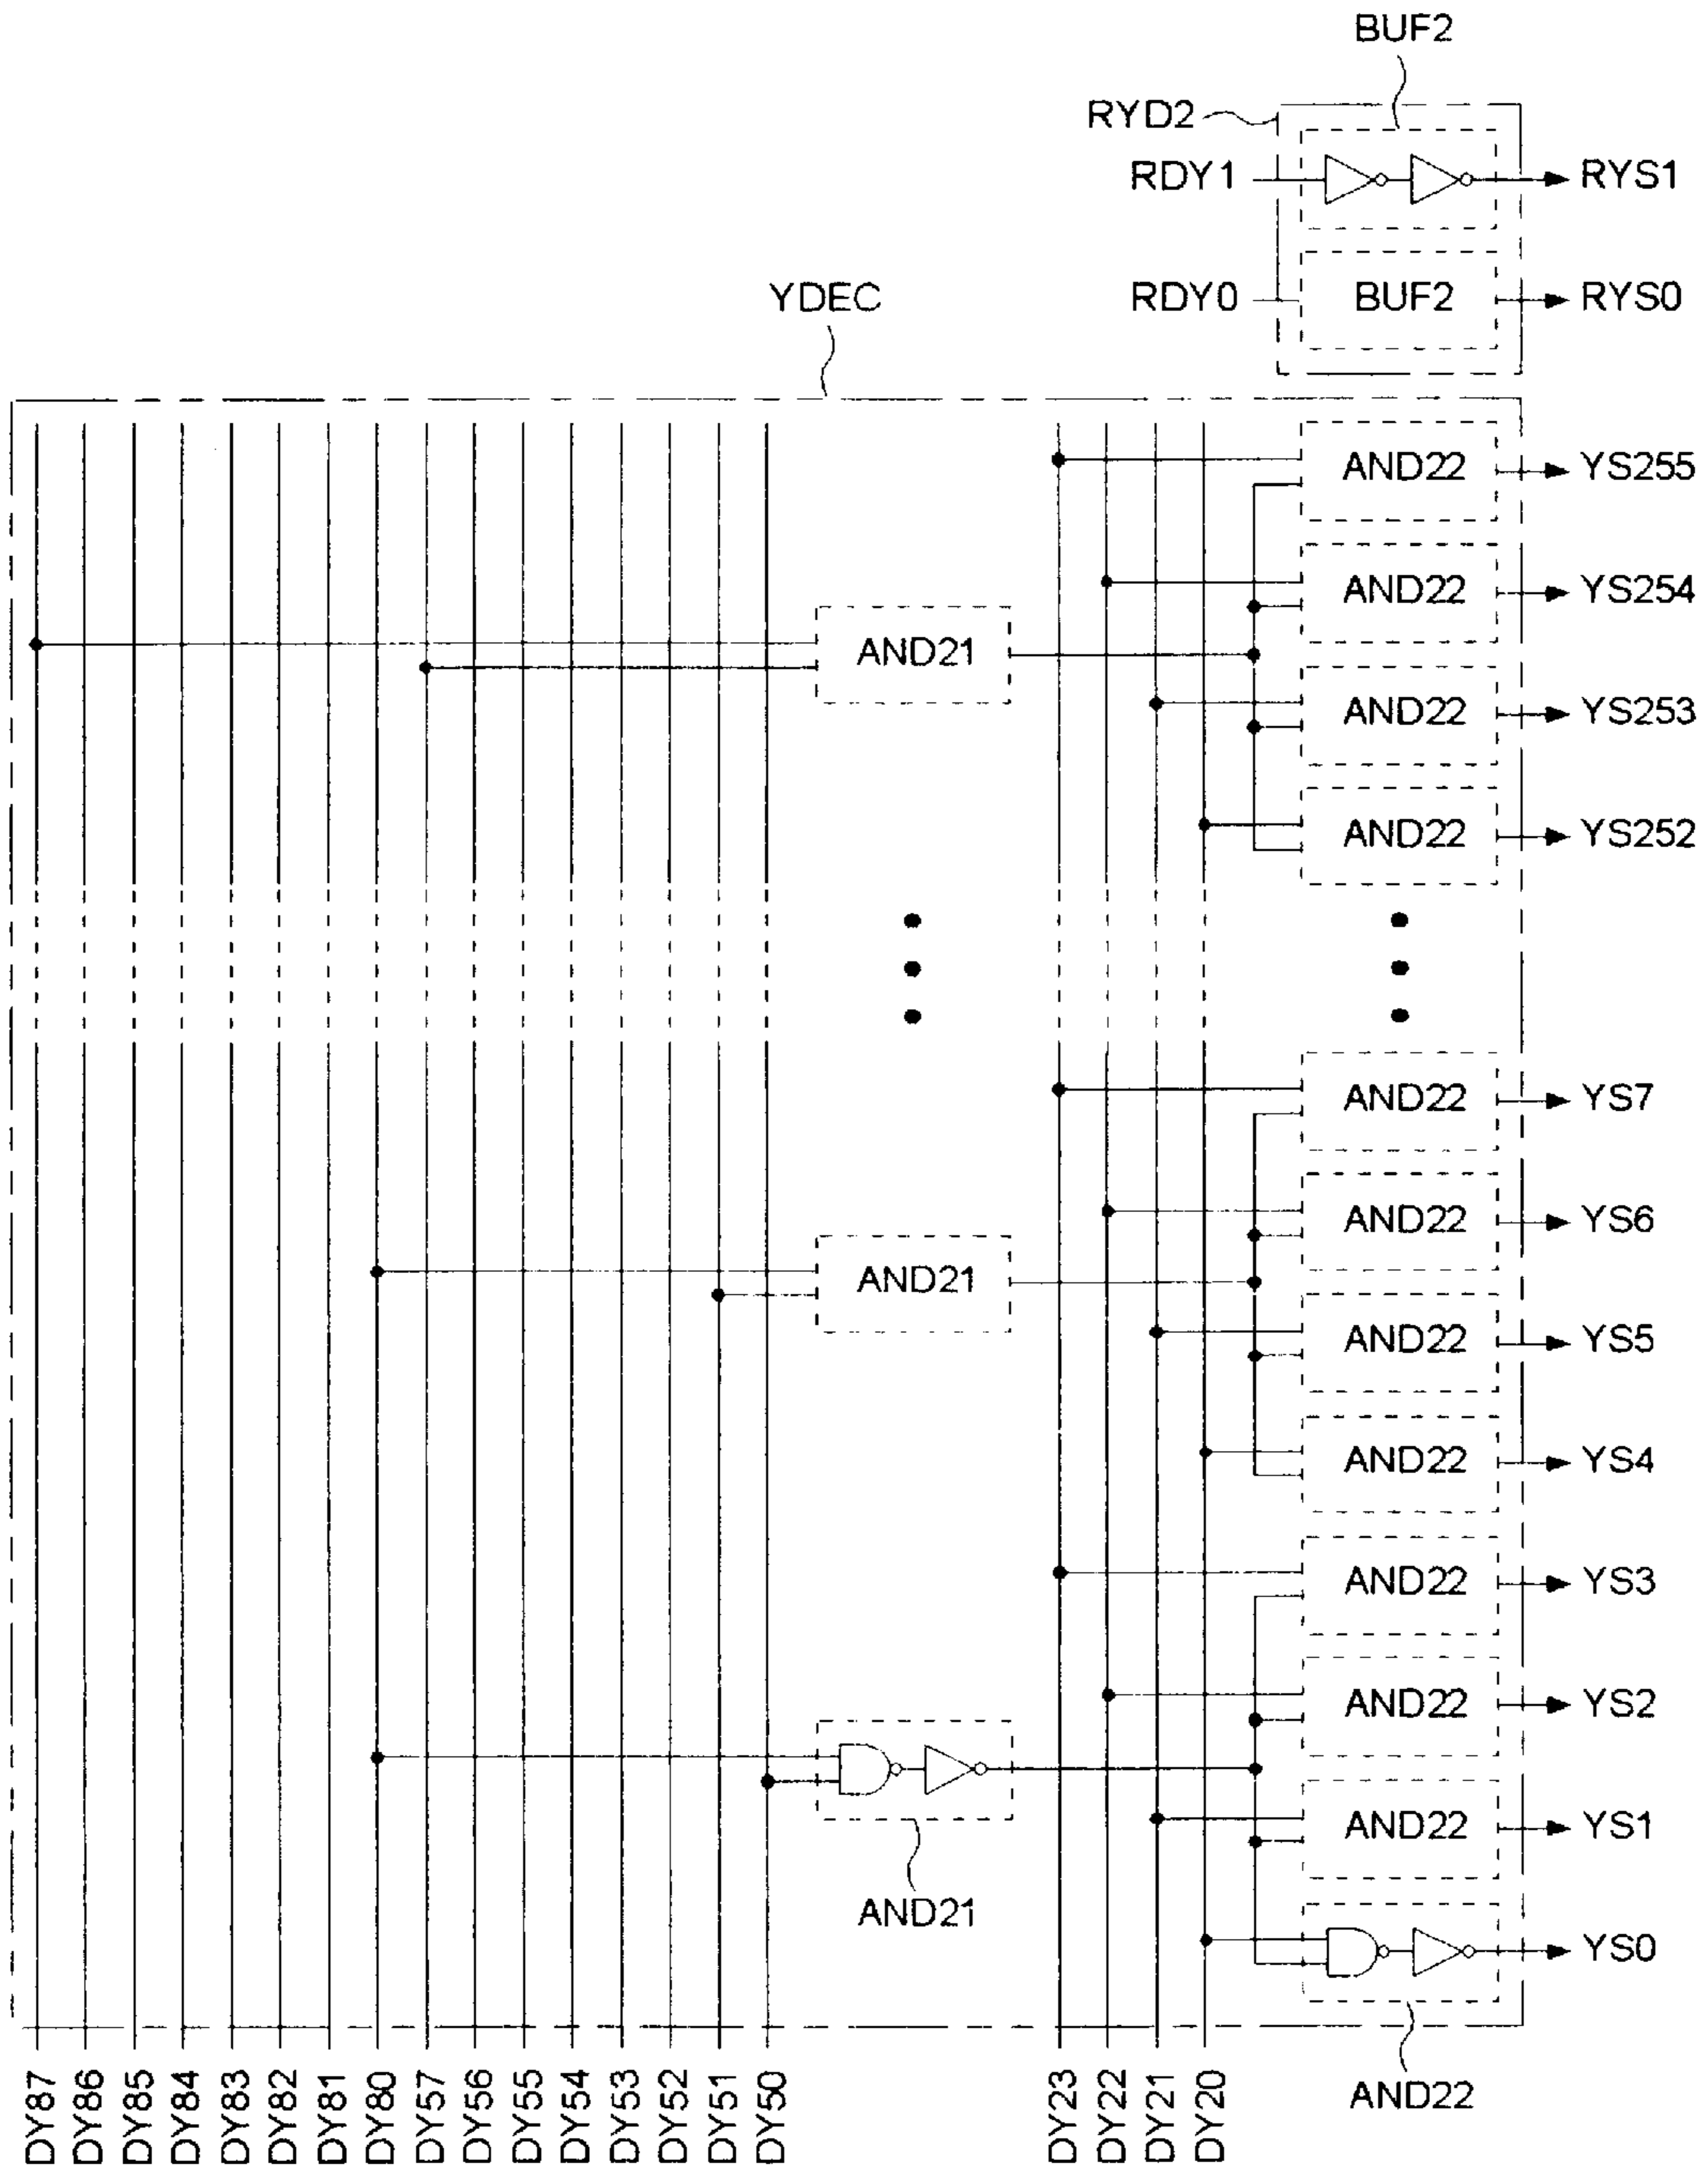 BUF2
RYD2
RDY1 RYS1
YDEC RDY0 BUF2 RYS0
AND22 YS255
AND22 YS254
AND21
AND22 YS253
AND22 YS252
AND22 YS7
AND22 YS6
AND21
AND22 YS5
AND22 YS4
AND22 YS3
AND22 YS2
AND22 YS1
AND21
YS0
AND22
DY87 DY86 DY85 DY84 DY83 DY82 DY81 DY80 DY57 DY56 DY55 DY54 DY53 DY52 DY51 DY50 DY23 DY22 DY21 DY20